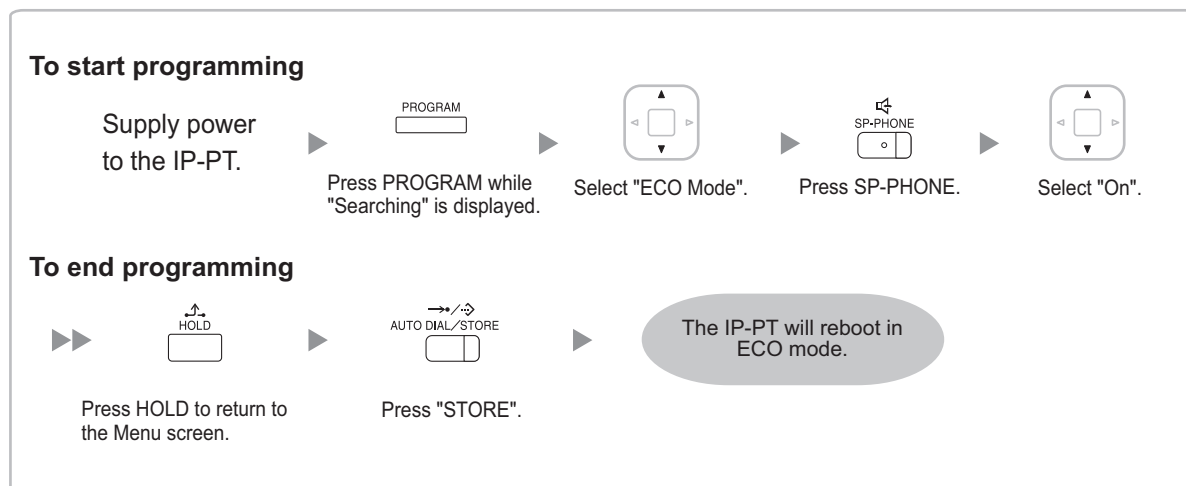 To start programming
Supply power
to the IP-PT.
PROGRAM
Press PROGRAM while
"Searching" is displayed.
Select "ECO Mode".
SP-PHONE
Press SP-PHONE.
Select "On".
To end programming
HOLD
Press HOLD to return to
the Menu screen.
AUTO DIAL/STORE
Press "STORE".
The IP-PT will reboot in
ECO mode.